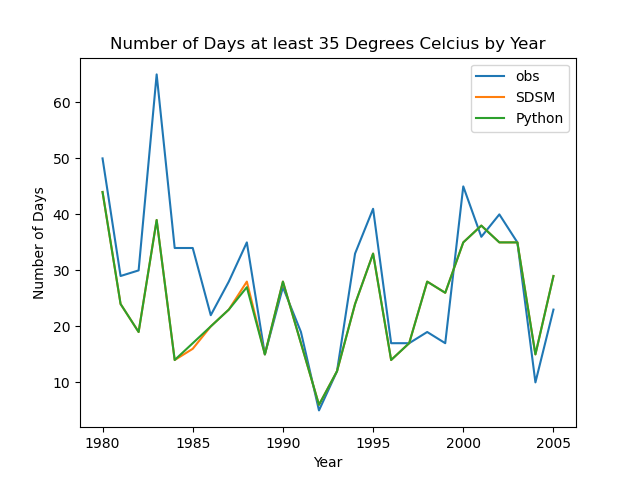 Number of Days at least 35 Degrees Celcius by Year
obs
SDSM
Python
60
50
40
30
20
10
Number of Days
1980
1985
1990
1995
2000
2005
Year